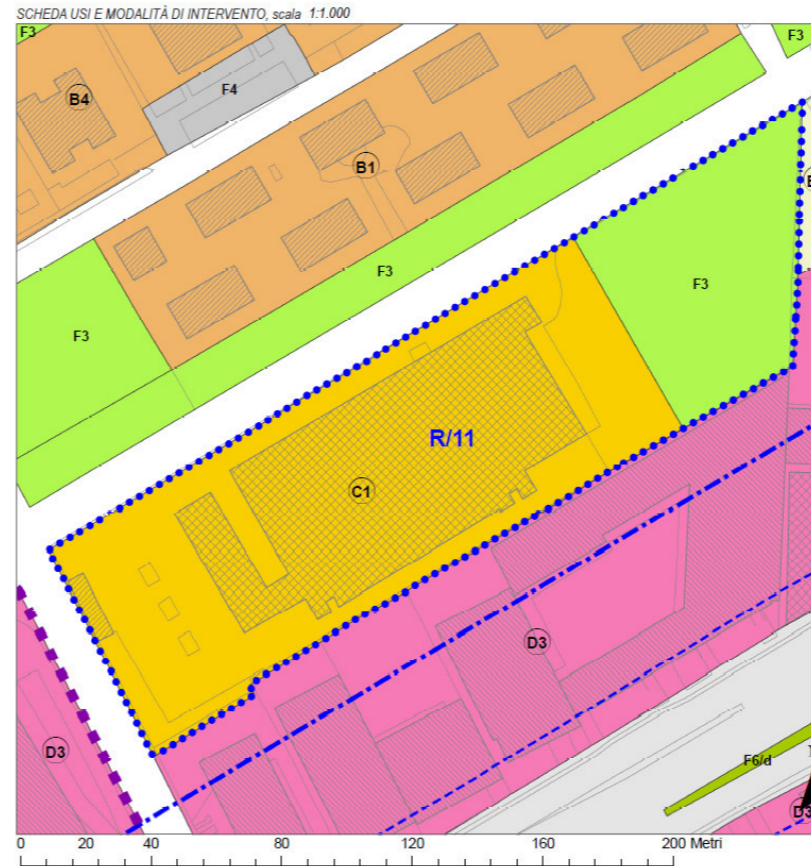 SCHEDA USI E MODALITÀ DI INTERVENTO, scala 1:1.000
F3
F3
B4
F4
B1
F3
F3
F3
R/11
C1
D3
D3
F6/d
D3
0 20 40 80 120 160 200 Metri